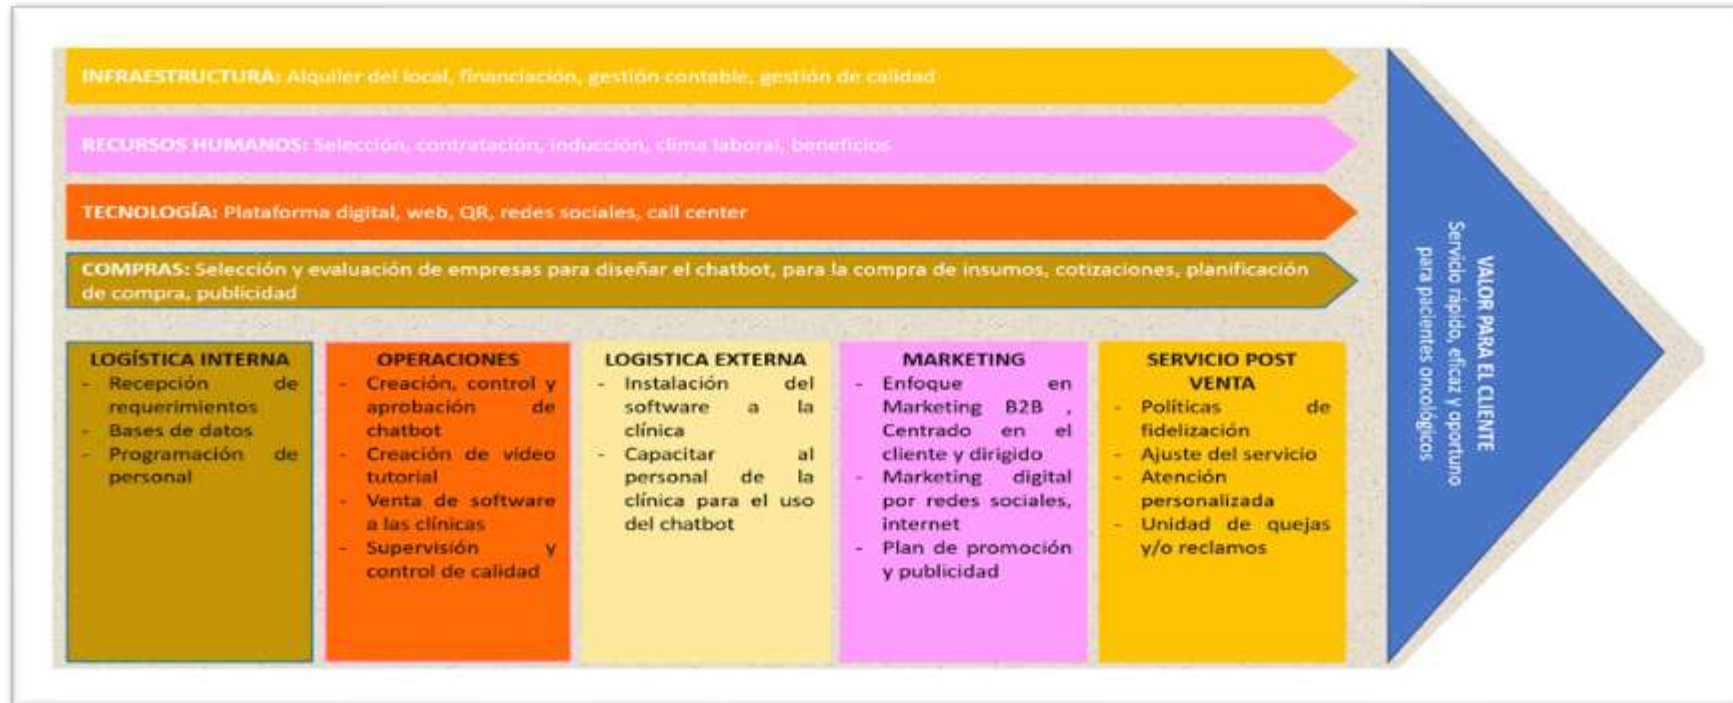 INFRAESTRUCTURA: Alquiler del local, financiación, gestión contable, gestión de calidad
RECURSOS HUMANOS: Selección, contratación, inducción, clima laboral, beneficios
TECNOLOGÍA: Plataforma digital, web, QR, redes sociales, call center
COMPRAS: Selección y evaluación de empresas para diseñar el chatbot, para la compra de insumos, cotizaciones, planificación
de compra, publicidad
LOGÍSTICA INTERNA
- Recepción de
requerimientos
- Bases de datos
- Programación de
personal
OPERACIONES
- Creación, control y
aprobación de
chatbot
- Creación de vídeo
tutorial
- Venta de software
a las clínicas
- Supervisión y
control de calidad
LOGISTICA EXTERNA
- Instalación del
software a la
clínica
- Capacitar al
personal de la
clínica para el uso
del chatbot
MARKETING
- Enfoque en
Marketing B2B ,
Centrado en el
cliente y dirigido
- Marketing digital
por redes sociales,
internet
- Plan de promoción
y publicidad
SERVICIO POST
VENTA
- Políticas de
fidelización
- Ajuste del servicio
- Atención
personalizada
- Unidad de quejas
y/o reclamos
VALOR PARA EL CLIENTE
Servicio rápido, eficaz y oportuno
para pacientes oncológicos